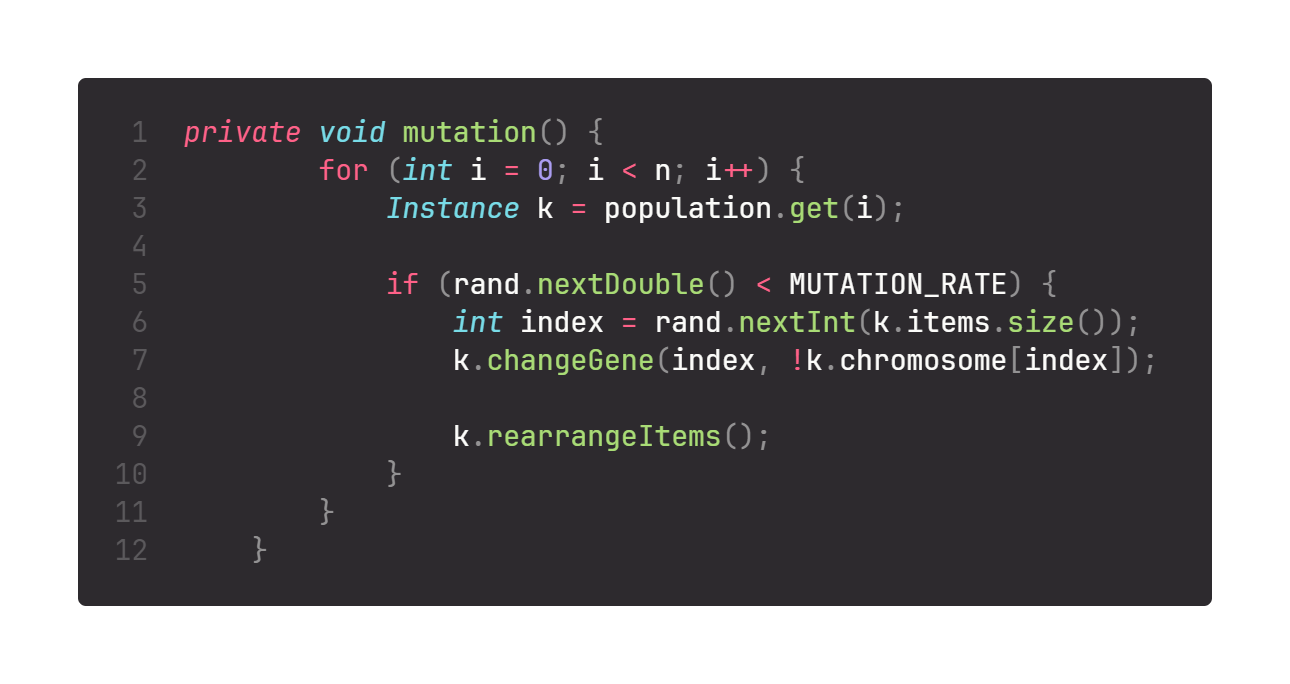 1 private void mutation() {
2 for (int i = 0; i < n; i++) {
3 Instance k = population.get(i);
4
5 if (rand.nextDouble() < MUTATION_RATE) {
6 int index = rand.nextInt(k.items.size());
7 k.changeGene(index, !k.chromosome[index]);
8
9 k.rearrangeItems();
10 }
11 }
12 }